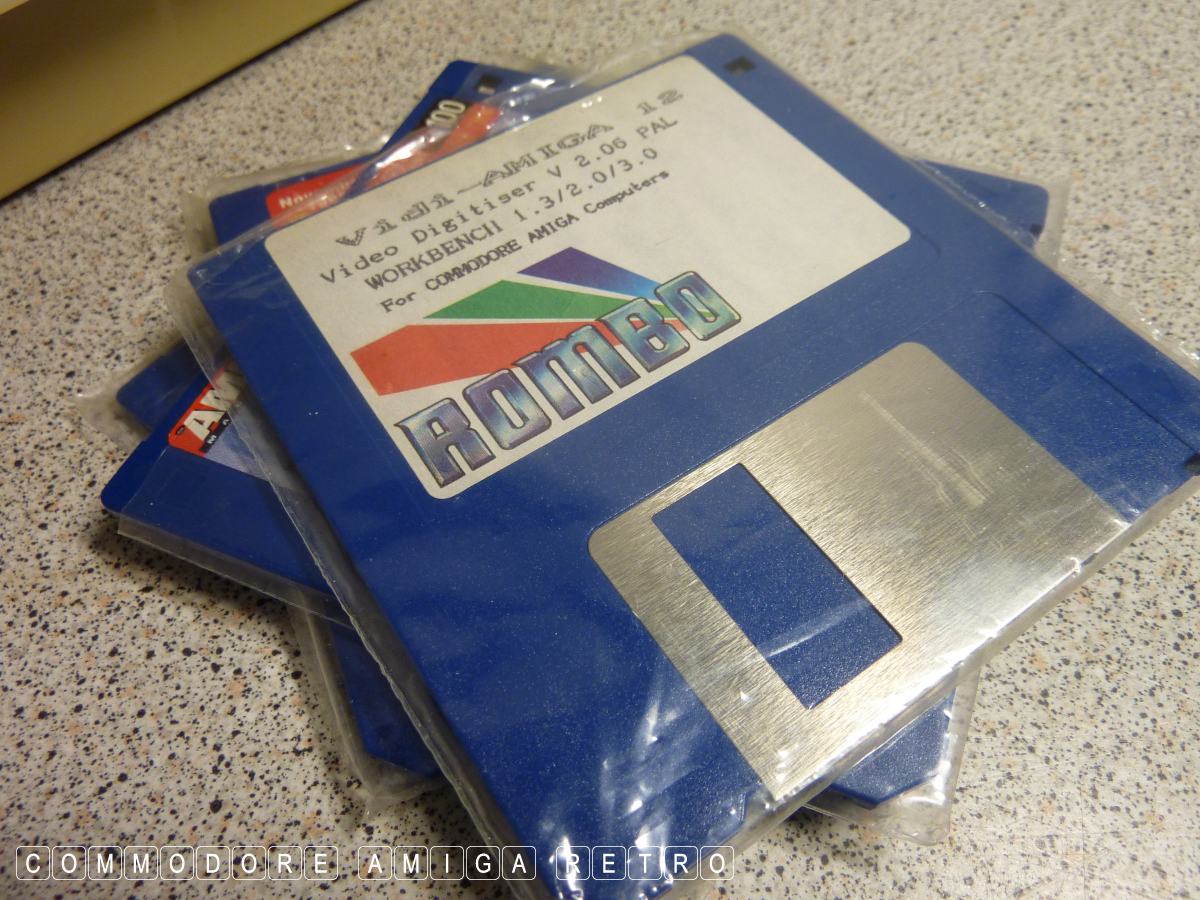 Vidi-AMIGA 12
Video Digitiser V 2.06 PAL
WORKBENCH 1.3/2.0/3.0
For COMMODORE AMIGA Computers
ROMBO
COMMODORE AMIGA RETRO